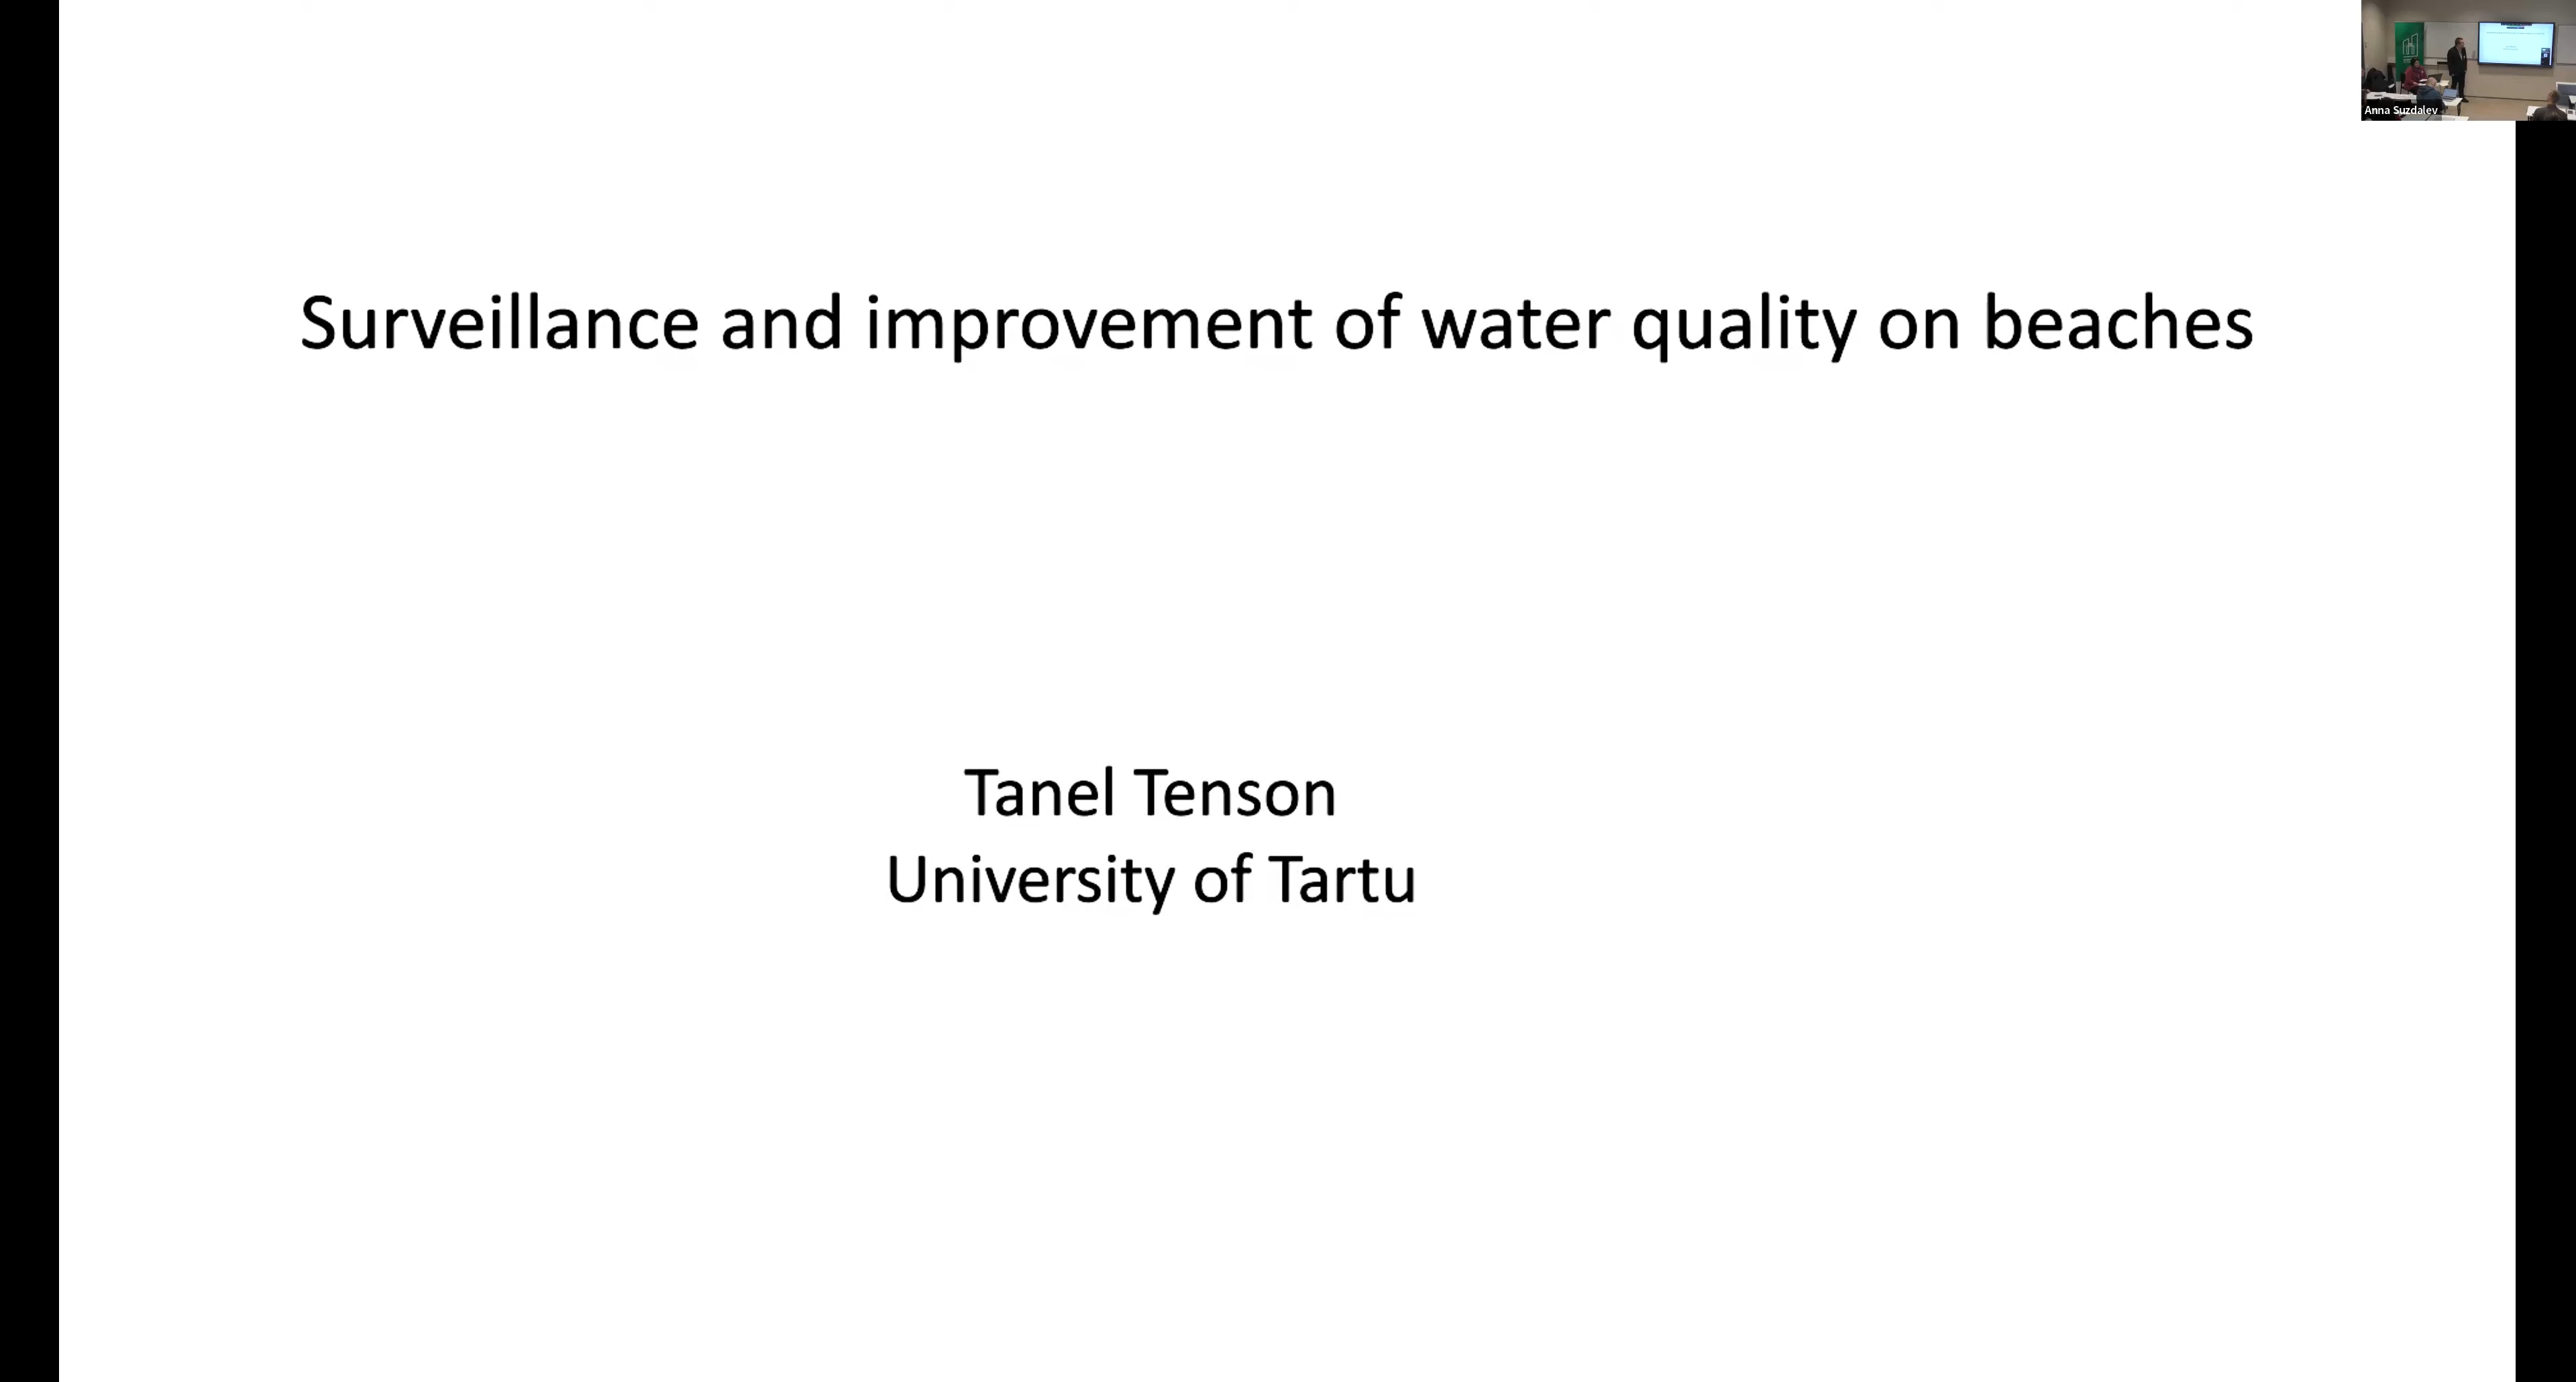 Anna Suzdalev
Surveillance and improvement of water quality on beaches
Tanel Tenson
University of Tartu